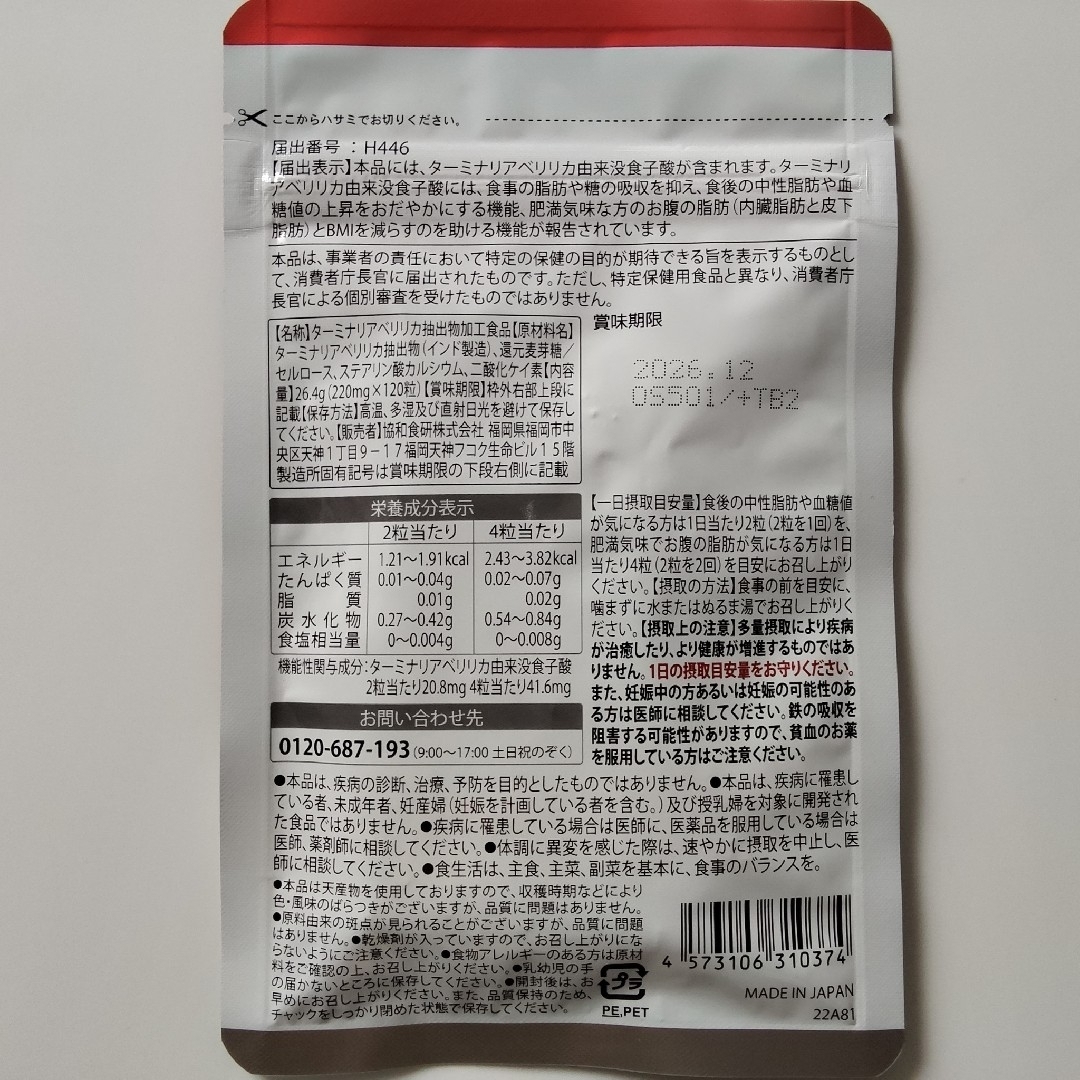 ここからハサミでお切りください。
届出番号 : H446
【届出表示】本品には、ターミナリアベリリカ由来没食子酸が含まれます。ターミナリ
アベリリカ由来没食子酸には、食事の脂肪や糖の吸収を抑え、食後の中性脂肪や血
糖値の上昇をおだやかにする機能、肥満気味な方のお腹の脂肪(内臓脂肪と皮下
脂肪)とBMIを減らすのを助ける機能が報告されています。
本品は、事業者の責任において特定の保健の目的が期待できる旨を表示するものとし
て、消費者庁長官に届出されたものです。ただし、特定保健用食品と異なり、消費者庁
長官による個別審査を受けたものではありません。
【名称】ターミナリアベリリカ抽出物加工食品【原材料名】
ターミナリアベリリカ抽出物(インド製造)、還元麦芽糖/
セルロース、ステアリン酸カルシウム、二酸化ケイ素【内容
量】26.4g(220mg×120粒)【賞味期限】枠外右部上段に
記載【保存方法】高温、多湿及び直射日光を避けて保存し
てください。【販売者】協和食研株式会社 福岡県福岡市中
央区天神1丁目9-17福岡天神フコク生命ビル15階
製造所固有記号は賞味期限の下段右側に記載
賞味期限
2026.12
0S501/+TB2
栄養成分表示
2粒当たり 4粒当たり
エネルギー 1.21〜1.91kcal 2.43〜3.82kcal
たんぱく質 0.01〜0.04g 0.02〜0.07g
脂質 0.01g 0.02g
炭水化物 0.27〜0.42g 0.54〜0.84g
食塩相当量 0〜0.004g 0〜0.008g
機能性関与成分:ターミナリアベリリカ由来没食子酸
2粒当たり20.8mg 4粒当たり41.6mg
お問い合わせ先
0120-687-193(9:00〜17:00 土日祝のぞく)
【一日摂取目安量】食後の中性脂肪や血糖値
が気になる方は1日当たり2粒(2粒を1回)を、
肥満気味でお腹の脂肪が気になる方は1日
当たり4粒(2粒を2回)を目安にお召し上がり
ください。【摂取の方法】食事の前を目安に、
噛まずに水またはぬるま湯でお召し上がりく
ださい。【摂取上の注意】多量摂取により疾病
が治癒したり、より健康が増進するものではあ
りません。1日の摂取目安量をお守りください。
また、妊娠中の方あるいは妊娠の可能性のあ
る方は医師に相談してください。鉄の吸収を
阻害する可能性がありますので、貧血のお薬
を服用している方はご注意ください。
●本品は、疾病の診断、治療、予防を目的としたものではありません。●本品は、疾病に罹患し
ている者、未成年者、妊産婦(妊娠を計画している者を含む。)及び授乳婦を対象に開発され
た食品ではありません。●疾病に罹患している場合は医師に、医薬品を服用している場合は
医師、薬剤師に相談してください。●体調に異変を感じた際は、速やかに摂取を中止し、医
師に相談してください。●食生活は、主食、主菜、副菜を基本に、食事のバランスを。
●本品は天産物を使用しておりますので、収穫時期などにより
色・風味のばらつきがございますが、品質に問題はありません。
●原料由来の斑点が見られることがございますが、品質に問題
はありません。●乾燥剤が入っていますので、お召し上がりにな
らないようにご注意ください。●食物アレルギーのある方は原材
料をご確認の上、お召し上がりください。●乳幼児の手
の届かないところに保存してください。●開封後は、お
早めにお召し上がりください。また、品質保持のため、
チャックをしっかり閉めた状態で保存してください。
プラ
PE,PET
4 573106 310374
MADE IN JAPAN
22A81